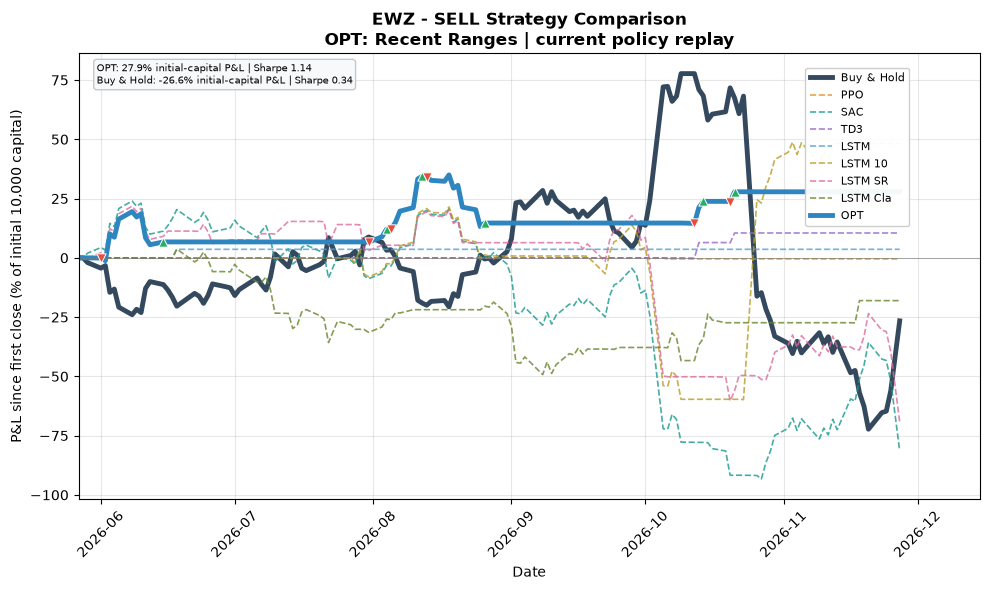 EWZ - SELL Strategy Comparison
OPT: Recent Ranges | current policy replay
OPT: 27.9% initial-capital P&L | Sharpe 1.14
Buy & Hold: -26.6% initial-capital P&L | Sharpe 0.34
Buy & Hold
PPO
SAC
TD3
LSTM
LSTM 10
LSTM SR
LSTM Cla
OPT
P&L since first close (% of initial 10,000 capital)
75
50
25
0
−25
−50
−75
−100
2026-06
2026-07
2026-08
2026-09
2026-10
2026-11
2026-12
Date